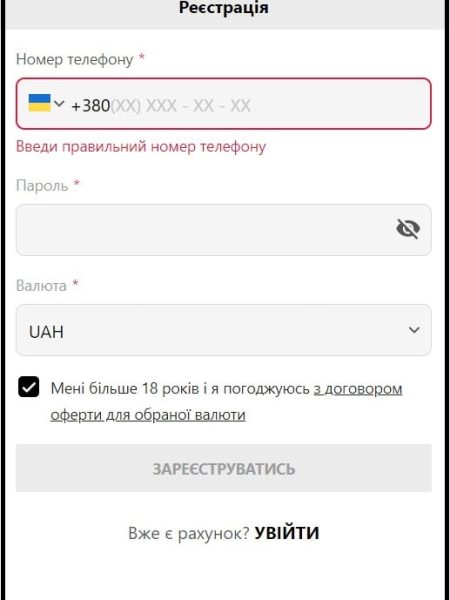 Реєстрація
Номер телефону *
+380(XX) XXX - XX - XX
Введи правильний номер телефону
Пароль *
Валюта *
UAH
Мені більше 18 років і я погоджуюсь з договором
оферти для обраної валюти
ЗАРЕЄСТРУВАТИСЬ
Вже є рахунок? УВІЙТИ